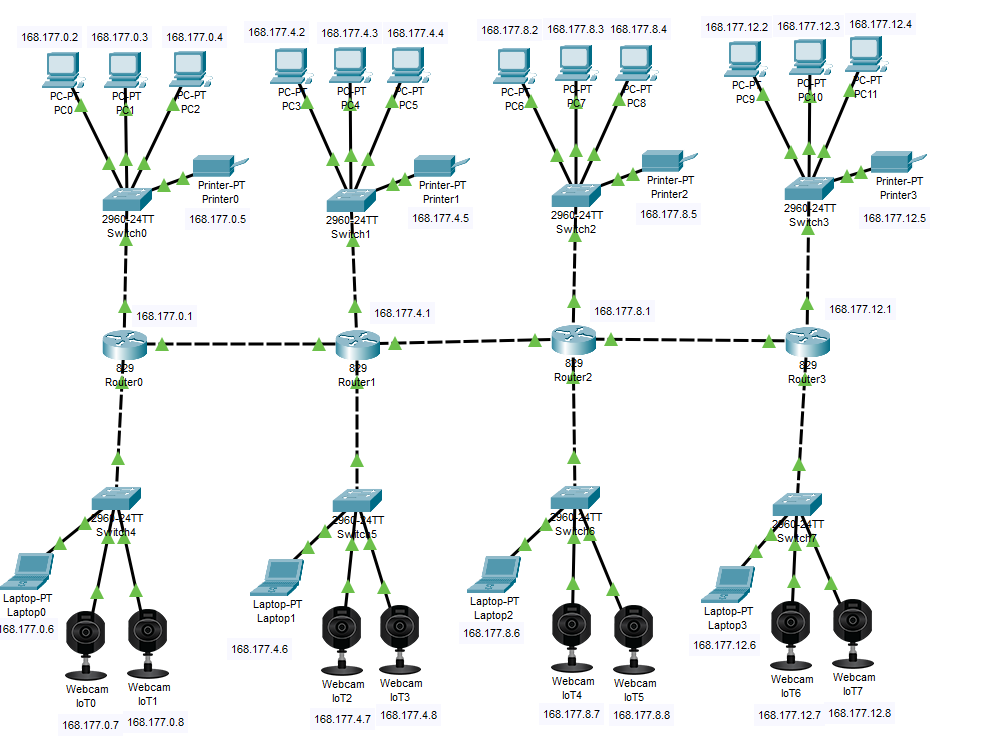 168.177.0.2 168.177.0.3 168.177.0.4 168.177.4.2 168.177.4.3 168.177.4.4 168.177.8.2 168.177.8.3 168.177.8.4 168.177.12.2 168.177.12.3 168.177.12.4
PC-PT PC-PT PC-PT PC-PT PC-PT PC-PT PC-PT PC-PT PC-PT PC-PT PC-PT PC-PT
PC0 PC1 PC2 PC3 PC4 PC5 PC6 PC7 PC8 PC9 PC10 PC11
Printer-PT Printer-PT Printer-PT Printer-PT
Printer0 Printer1 Printer2 Printer3
168.177.0.5 168.177.4.5 168.177.8.5 168.177.12.5
2960-24TT 2960-24TT 2960-24TT 2960-24TT
Switch0 Switch1 Switch2 Switch3
168.177.0.1 168.177.4.1 168.177.8.1 168.177.12.1
829 829 829 829
Router0 Router1 Router2 Router3
2960-24TT 2960-24TT 2960-24TT 2960-24TT
Switch4 Switch5 Switch6 Switch7
Laptop-PT Laptop-PT Laptop-PT Laptop-PT
Laptop0 Laptop1 Laptop2 Laptop3
168.177.0.6 168.177.4.6 168.177.8.6 168.177.12.6
Webcam Webcam Webcam Webcam Webcam Webcam Webcam Webcam
IoT0 IoT1 IoT2 IoT3 IoT4 IoT5 IoT6 IoT7
168.177.0.7 168.177.0.8 168.177.4.7 168.177.4.8 168.177.8.7 168.177.8.8 168.177.12.7 168.177.12.8